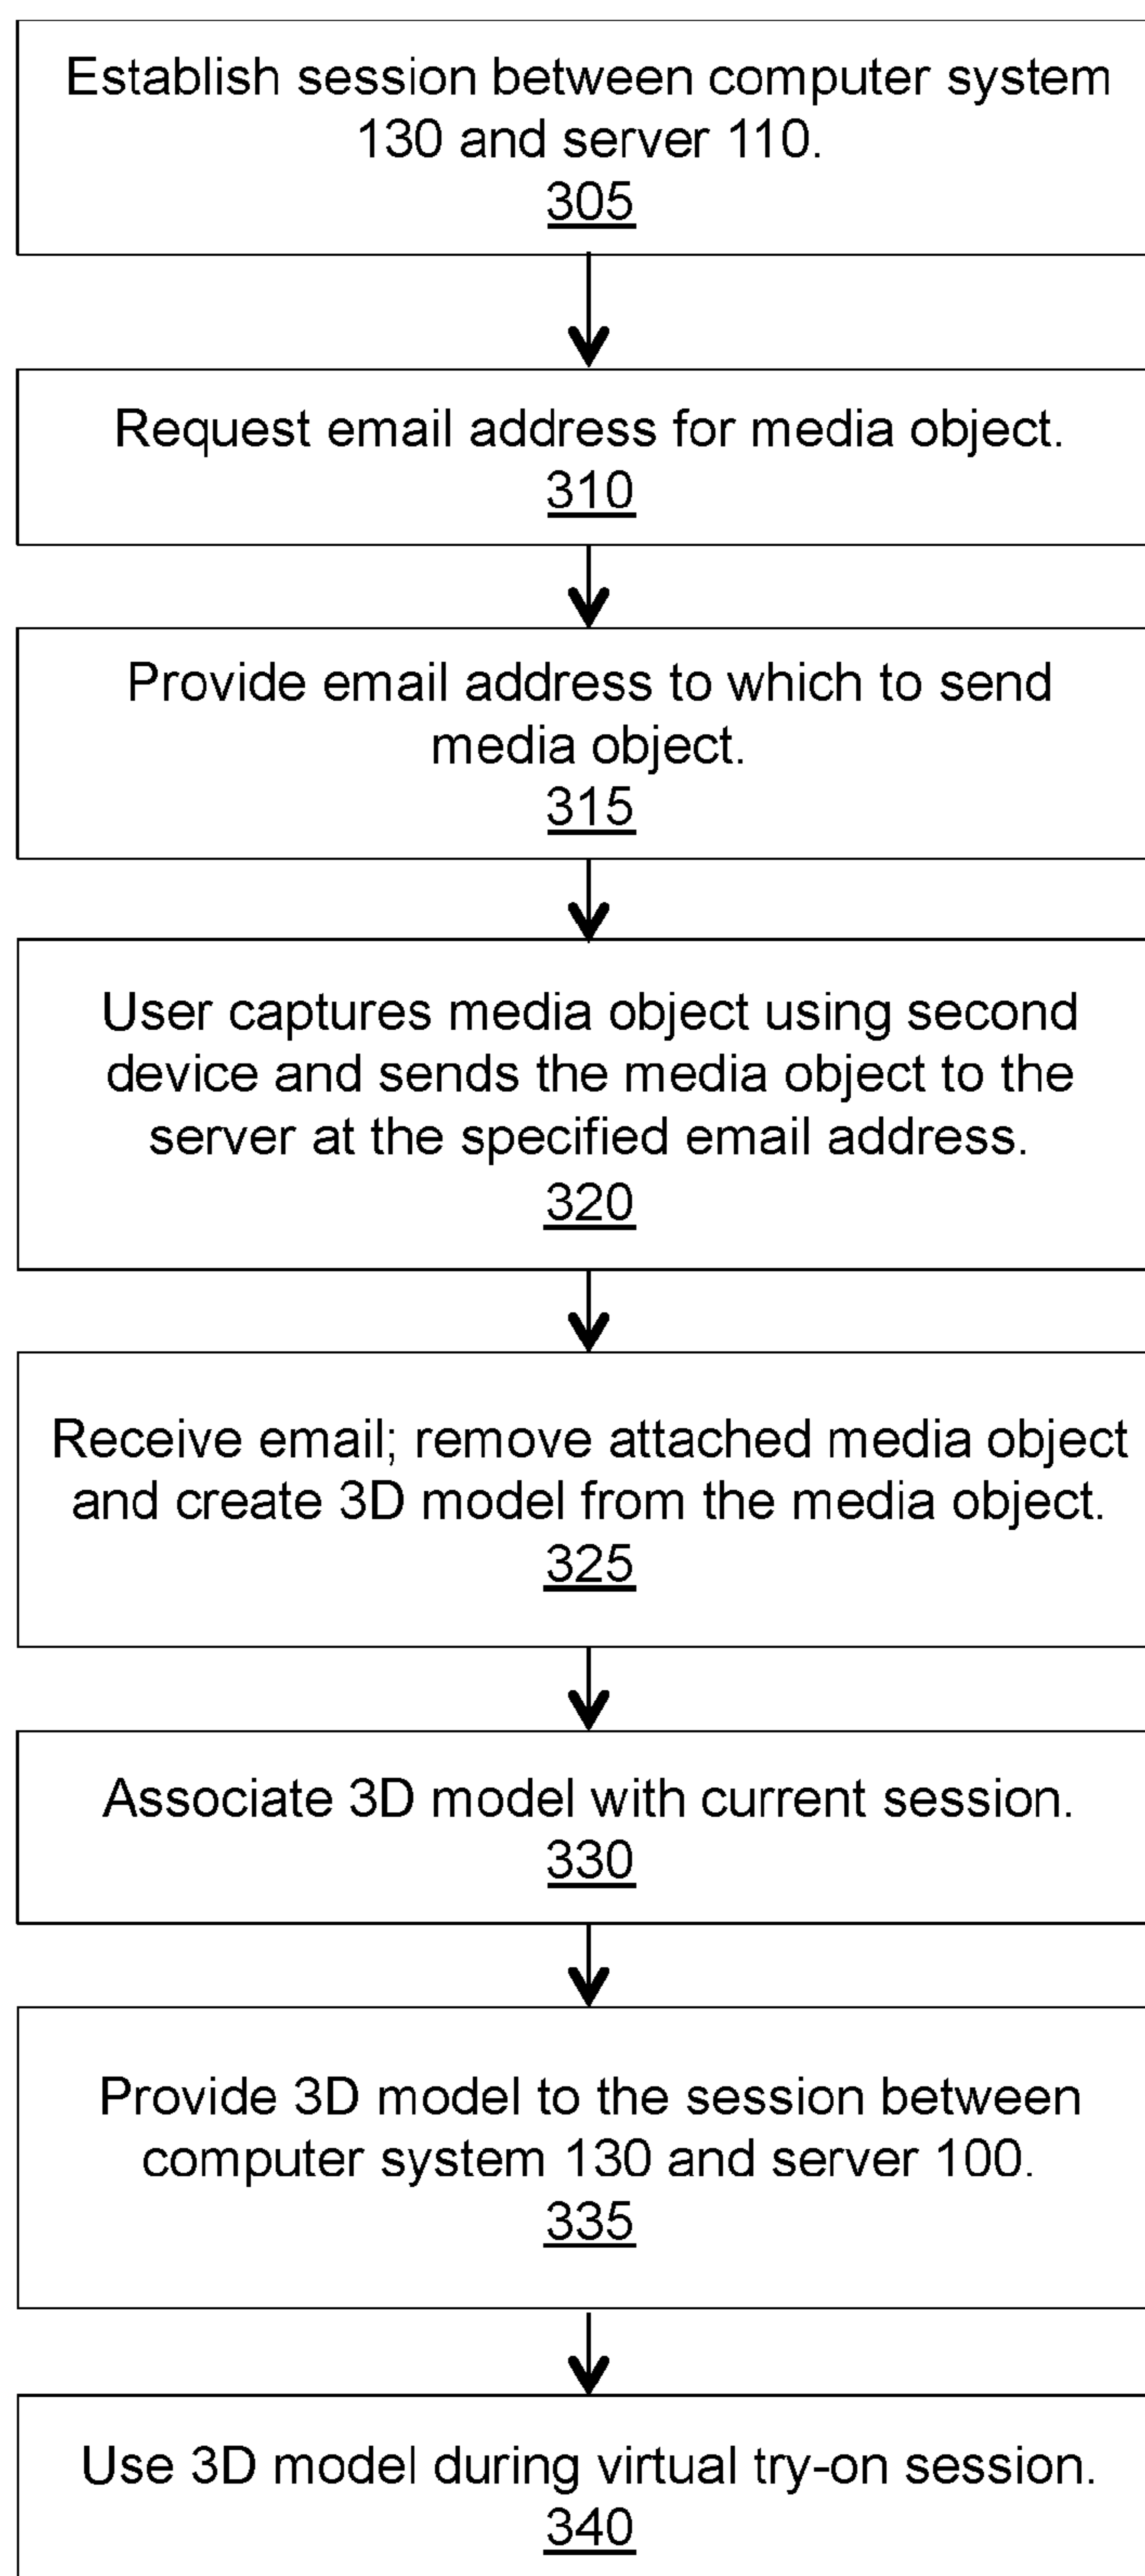 Establish session between computer system
130 and server 110.
305
Request email address for media object.
310
Provide email address to which to send
media object.
315
User captures media object using second
device and sends the media object to the
server at the specified email address.
320
Receive email; remove attached media object
and create 3D model from the media object.
325
Associate 3D model with current session.
330
Provide 3D model to the session between
computer system 130 and server 100.
335
Use 3D model during virtual try-on session.
340